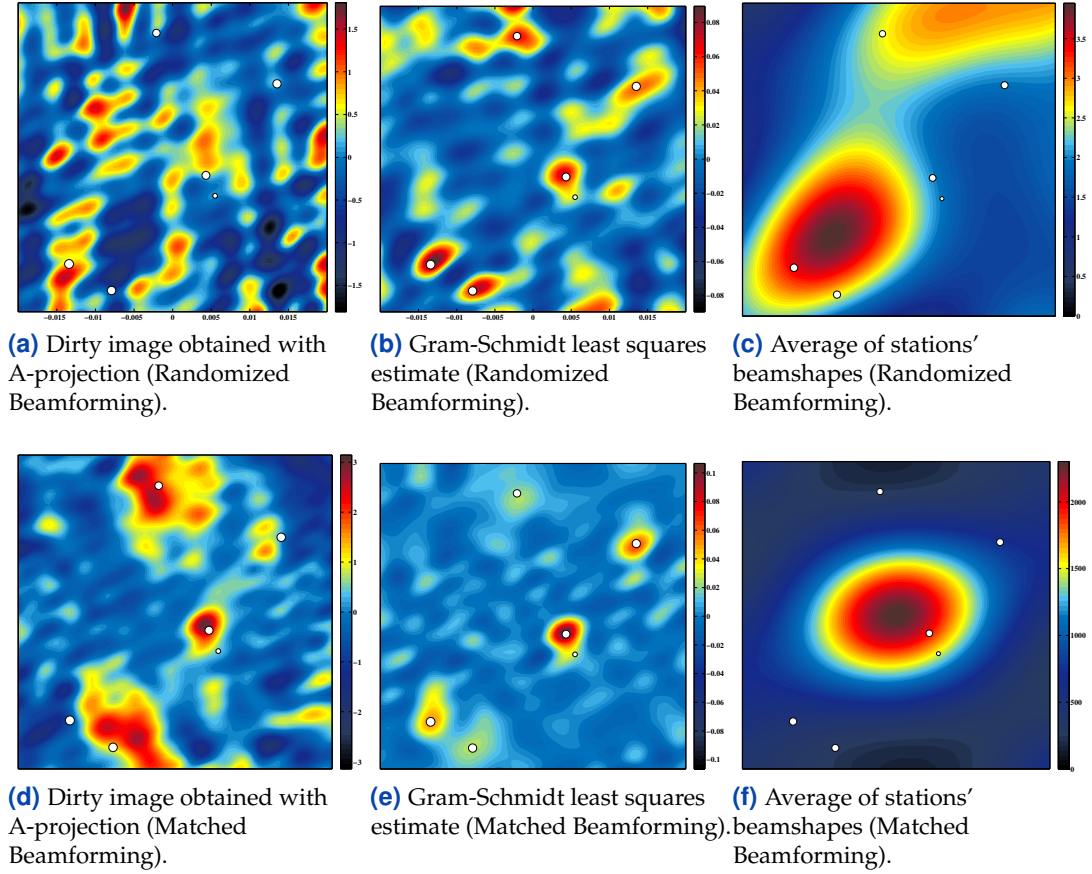 1.5
1
0.5
0
−0.5
−1
−1.5
−0.015 −0.01 −0.005 0 0.005 0.01 0.015
0.08
0.06
0.04
0.02
0
−0.02
−0.04
−0.06
−0.08
−0.015 −0.01 −0.005 0 0.005 0.01 0.015
3.5
3
2.5
2
1.5
1
0.5
0
(a) Dirty image obtained with
A-projection (Randomized
Beamforming).
(b) Gram-Schmidt least squares
estimate (Randomized
Beamforming).
(c) Average of stations’
beamshapes (Randomized
Beamforming).
3
2
1
0
−1
−2
−3
0.1
0.08
0.06
0.04
0.02
0
−0.02
−0.04
−0.06
−0.08
−0.1
2000
1500
1000
500
0
(d) Dirty image obtained with
A-projection (Matched
Beamforming).
(e) Gram-Schmidt least squares
estimate (Matched Beamforming).
(f) Average of stations’
beamshapes (Matched
Beamforming).